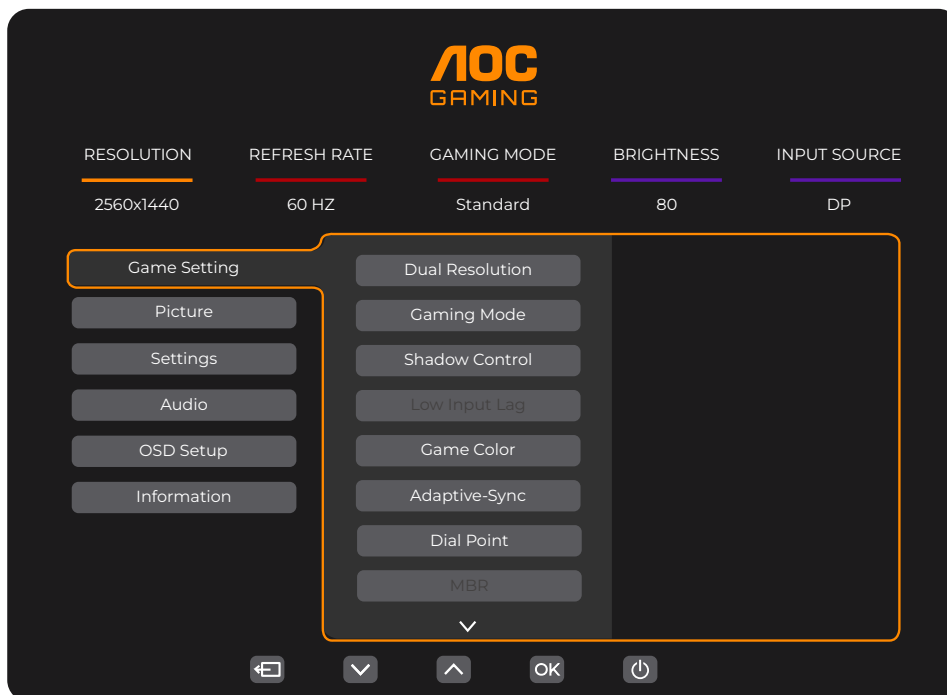 AOC
GAMING
RESOLUTION REFRESH RATE GAMING MODE BRIGHTNESS INPUT SOURCE
2560x1440 60 HZ Standard 80 DP
Game Setting
Picture
Settings
Audio
OSD Setup
Information
Dual Resolution
Gaming Mode
Shadow Control
Low Input Lag
Game Color
Adaptive-Sync
Dial Point
MBR
OK